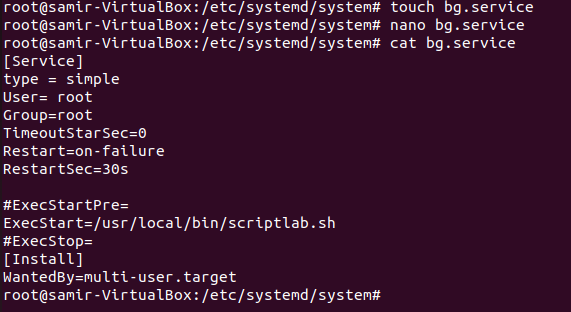 root@samir-VirtualBox:/etc/systemd/system# touch bg.service
root@samir-VirtualBox:/etc/systemd/system# nano bg.service
root@samir-VirtualBox:/etc/systemd/system# cat bg.service
[Service]
type = simple
User= root
Group=root
TimeoutStarSec=0
Restart=on-failure
RestartSec=30s

#ExecStartPre=
ExecStart=/usr/local/bin/scriptlab.sh
#ExecStop=
[Install]
WantedBy=multi-user.target
root@samir-VirtualBox:/etc/systemd/system#